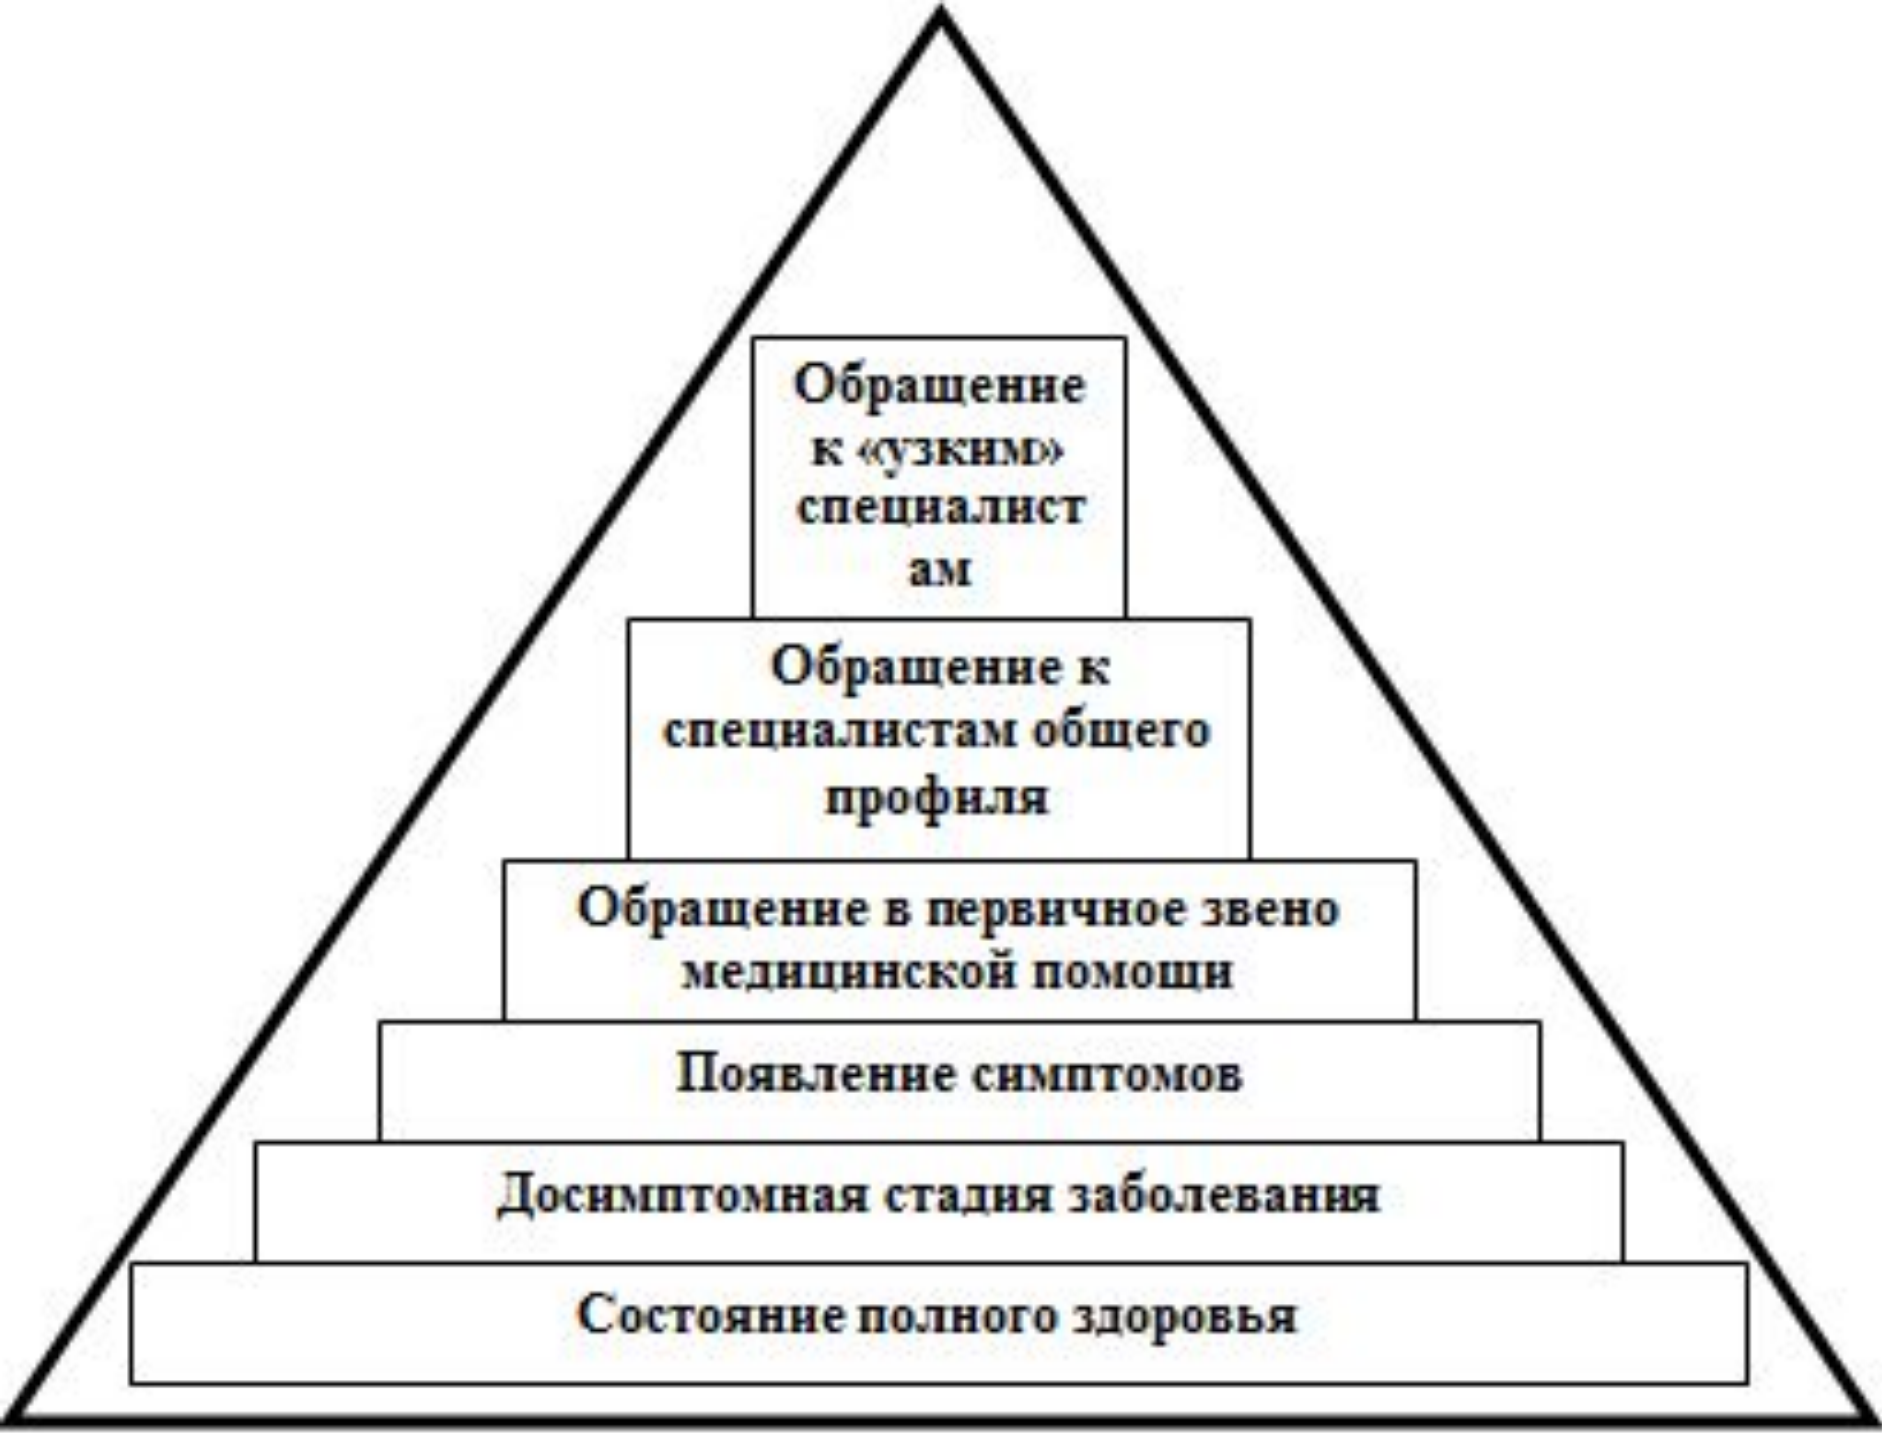 Обращение
к «узким»
специалист
ам
Обращение к
специалистам общего
профиля
Обращение в первичное звено
медицинской помощи
Появление симптомов
Досимптомная стадия заболевания
Состояние полного здоровья